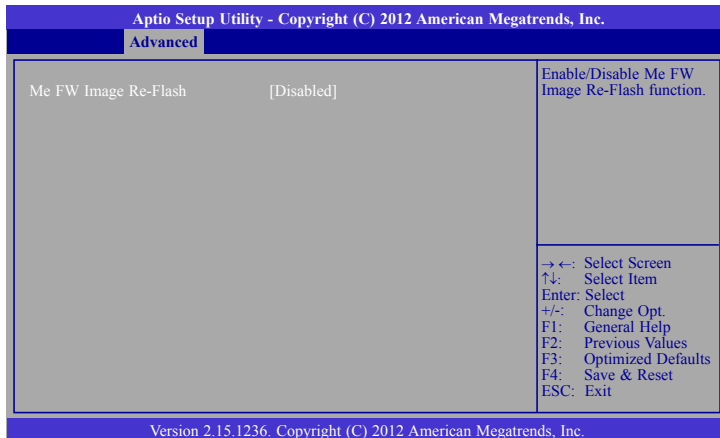 Aptio Setup Utility - Copyright (C) 2012 American Megatrends, Inc.
Advanced
Me FW Image Re-Flash [Disabled]
Enable/Disable Me FW
Image Re-Flash function.
→ ←: Select Screen
↑↓: Select Item
Enter: Select
+/-: Change Opt.
F1: General Help
F2: Previous Values
F3: Optimized Defaults
F4: Save & Reset
ESC: Exit
Version 2.15.1236. Copyright (C) 2012 American Megatrends, Inc.